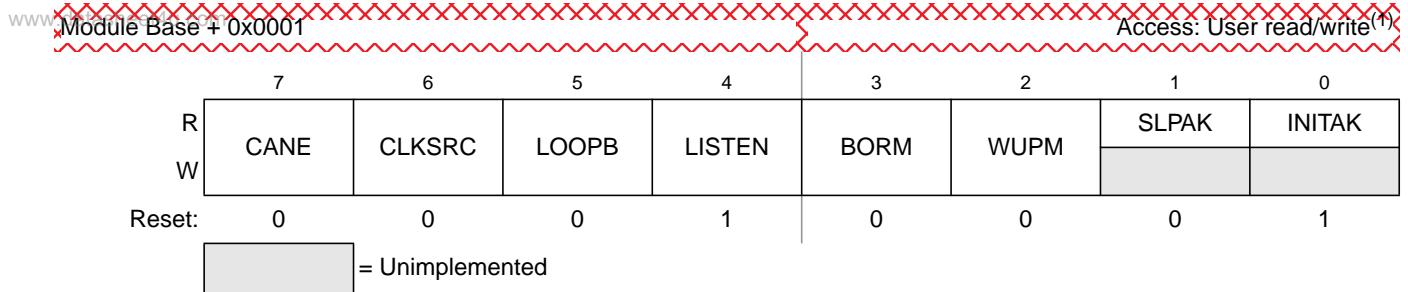 Module Base + 0x0001 Access: User read/write(1)
7 6 5 4 3 2 1 0
R CANE CLKSRC LOOPB LISTEN BORM WUPM SLPAK INITAK
W
Reset: 0 0 0 1 0 0 0 1
= Unimplemented